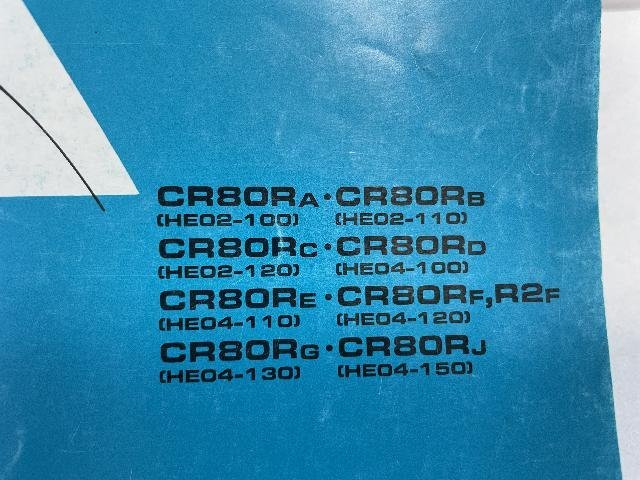 CR80RA・CR80RB
(HE02-100) (HE02-110)
CR80RC・CR80RD
(HE02-120) (HE04-100)
CR80RE・CR80RF,R2F
(HE04-110) (HE04-120)
CR80RG・CR80RJ
(HE04-130) (HE04-150)